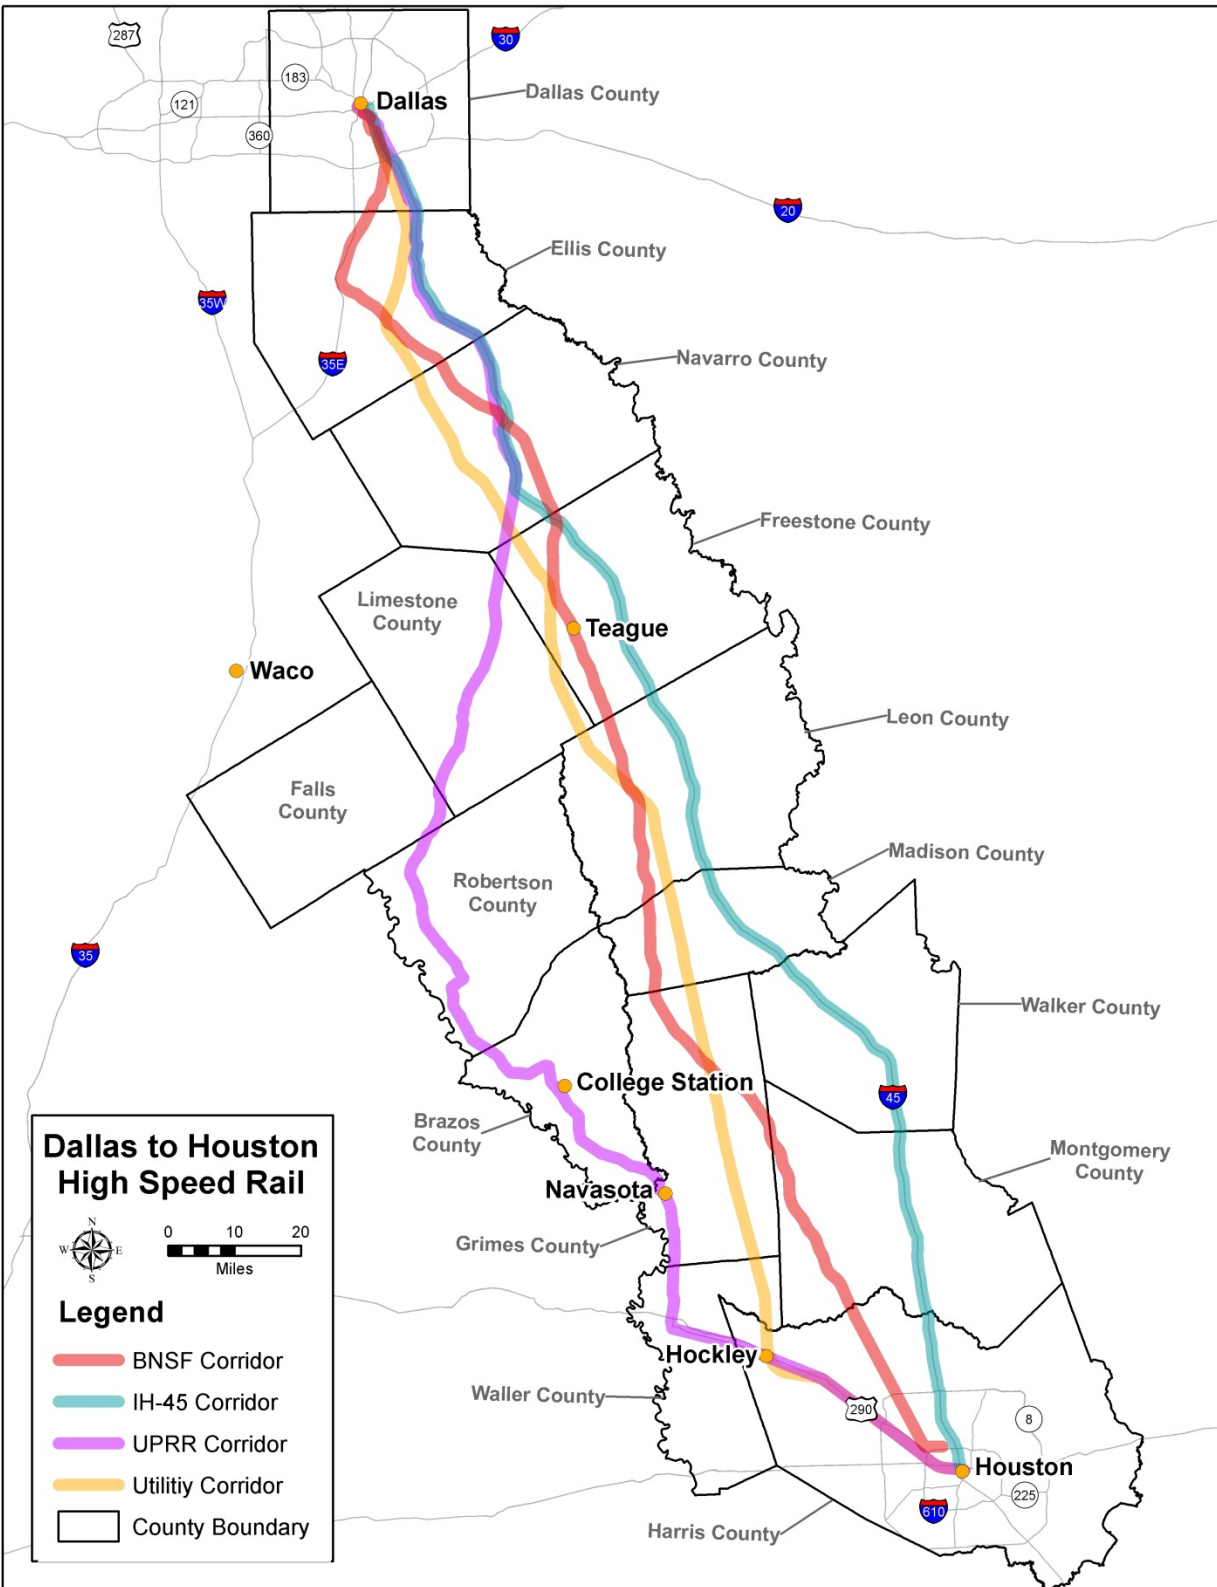 287
30
183
Dallas
Dallas County
121
360
20
Ellis County
35W
Navarro County
35E
Freestone County
Limestone
County
Teague
Waco
Leon County
Falls
County
Madison County
Robertson
County
35
Walker County
College Station
45
Brazos
County
Montgomery
County
Navasota
Grimes County
Hockley
Waller County
290
8
Houston
225
610
Harris County
Dallas to Houston
High Speed Rail
N
W E
S
0 10 20
Miles
Legend
BNSF Corridor
IH-45 Corridor
UPRR Corridor
Utilitiy Corridor
County Boundary